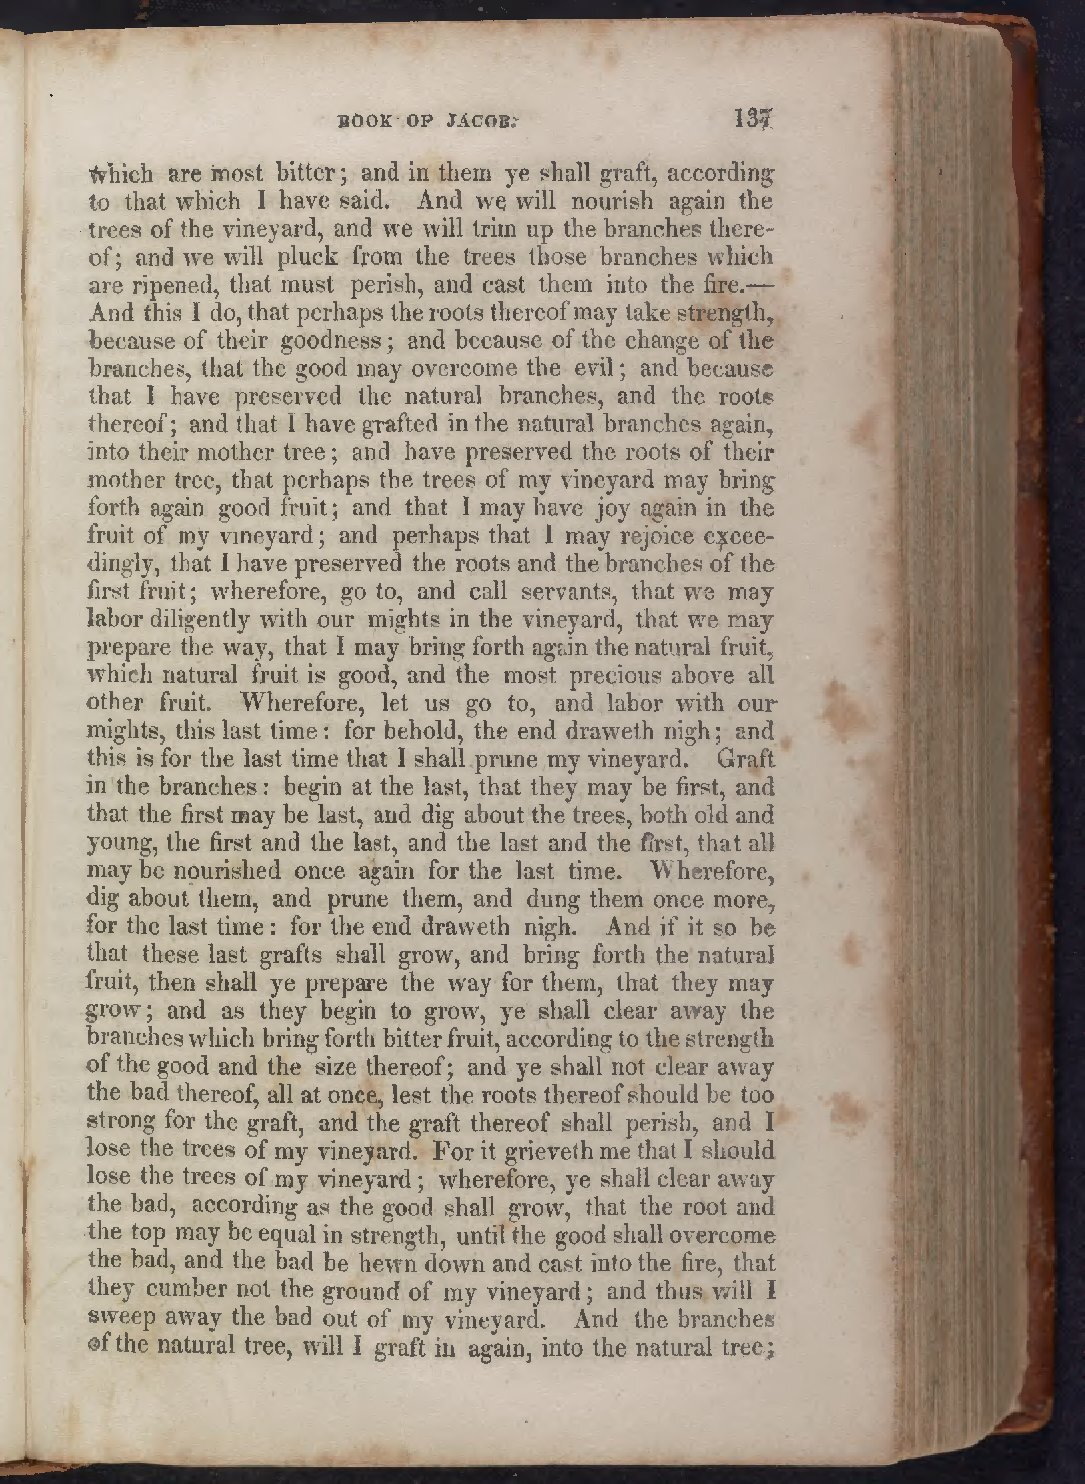 BOOK OF JACOB. 137
which are most bitter; and in them ye shall graft, according
to that which I have said. And we will nourish again the
trees of the vineyard, and we will trim up the branches there-
of; and we will pluck from the trees those branches which
are ripened, that must perish, and cast them into the fire.—
And this I do, that perhaps the roots thereof may take strength,
because of their goodness; and because of the change of the
branches, that the good may overcome the evil; and because
that I have preserved the natural branches, and the roots
thereof; and that I have grafted in the natural branches again,
into their mother tree; and have preserved the roots of their
mother tree, that perhaps the trees of my vineyard may bring
forth again good fruit; and that I may have joy again in the
fruit of my vineyard; and perhaps that I may rejoice excee-
dingly, that I have preserved the roots and the branches of the
first fruit; wherefore, go to, and call servants, that we may
labor diligently with our mights in the vineyard, that we may
prepare the way, that I may bring forth again the natural fruit,
which natural fruit is good, and the most precious above all
other fruit. Wherefore, let us go to, and labor with our
mights, this last time: for behold, the end draweth nigh; and
this is for the last time that I shall prune my vineyard. Graft
in the branches: begin at the last, that they may be first, and
that the first may be last, and dig about the trees, both old and
young, the first and the last, and the last and the first, that all
may be nourished once again for the last time. Wherefore,
dig about them, and prune them, and dung them once more,
for the last time: for the end draweth nigh. And if it so be
that these last grafts shall grow, and bring forth the natural
fruit, then shall ye prepare the way for them, that they may
grow; and as they begin to grow, ye shall clear away the
branches which bring forth bitter fruit, according to the strength
of the good and the size thereof; and ye shall not clear away
the bad thereof, all at once, lest the roots thereof should be too
strong for the graft, and the graft thereof shall perish, and I
lose the trees of my vineyard. For it grieveth me that I should
lose the trees of my vineyard; wherefore, ye shall clear away
the bad, according as the good shall grow, that the root and
the top may be equal in strength, until the good shall overcome
the bad, and the bad be hewn down and cast into the fire, that
they cumber not the ground of my vineyard; and thus will I
sweep away the bad out of my vineyard. And the branches
of the natural tree, will I graft in again, into the natural tree;